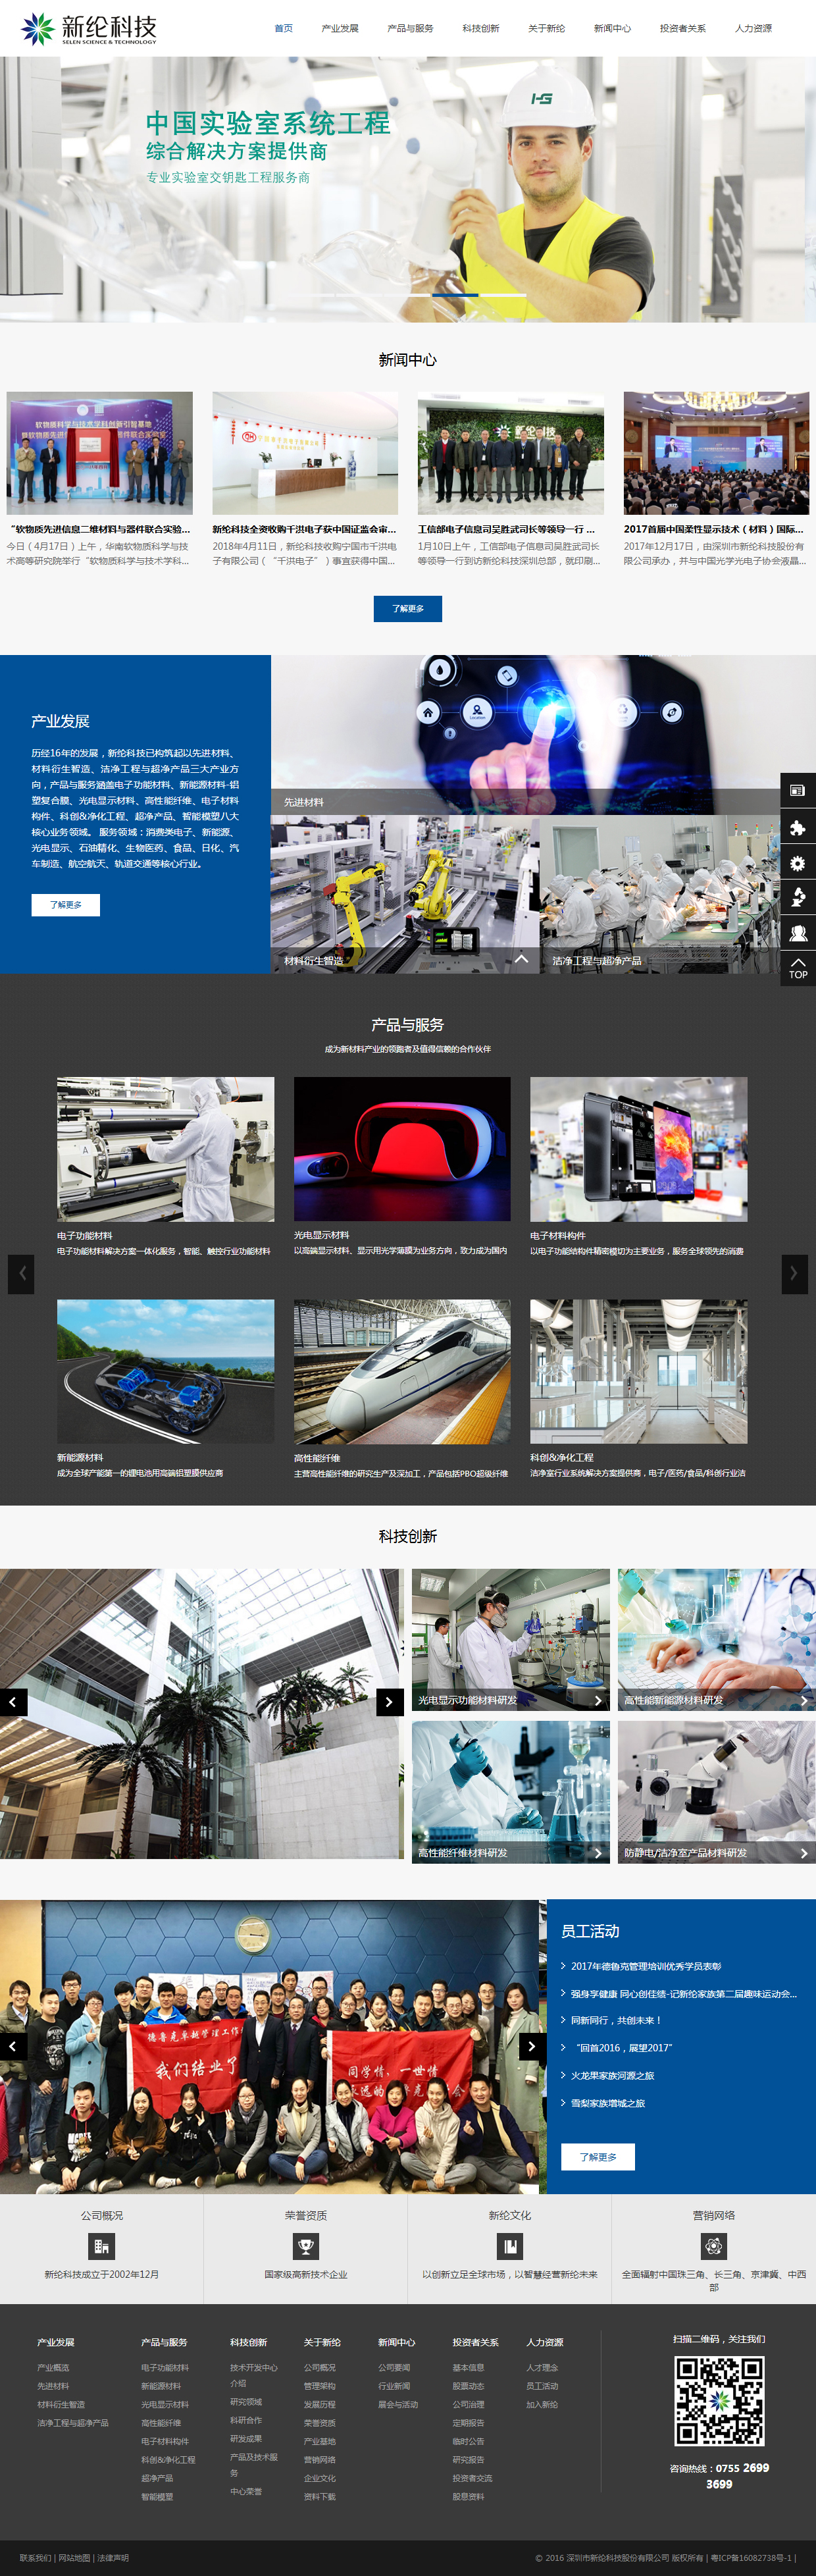 新纶科技
SELEN SCIENCE & TECHNOLOGY
首页
产业发展
产品与服务
科技创新
关于新纶
新闻中心
投资者关系
人力资源
中国实验室系统工程
综合解决方案提供商
专业实验室交钥匙工程服务商
新闻中心
“软物质先进信息二维材料与器件联合实验...
今日（4月17日）上午，华南软物质科学与技
术高等研究院举行“软物质科学与技术学科...
新纶科技全资收购千洪电子获中国证监会审...
2018年4月11日，新纶科技收购宁国市千洪电
子有限公司（“千洪电子”）事宜获得中国...
工信部电子信息司吴胜武司长等领导一行 ...
1月10日上午，工信部电子信息司吴胜武司长
等领导一行到访新纶科技深圳总部，就印刷...
2017首届中国柔性显示技术（材料）国际...
2017年12月17日，由深圳市新纶科技股份有
限公司承办，并与中国光学光电子协会液晶...
了解更多
产业发展
历经16年的发展，新纶科技已构筑起以先进材料、
材料衍生智造、洁净工程与超净产品三大产业方
向，产品与服务涵盖电子功能材料、新能源材料-铝
塑复合膜、光电显示材料、高性能纤维、电子材料
构件、科创&净化工程、超净产品、智能模塑八大
核心业务领域。 服务领域：消费类电子、新能源、
光电显示、石油精化、生物医药、食品、日化、汽
车制造、航空航天、轨道交通等核心行业。
了解更多
先进材料
材料衍生智造
洁净工程与超净产品
TOP
产品与服务
成为新材料产业的领跑者及值得信赖的合作伙伴
电子功能材料
电子功能材料解决方案一体化服务，智能、触控行业功能材料
光电显示材料
以高端显示材料、显示用光学薄膜为业务方向，致力成为国内
电子材料构件
以电子功能结构件精密模切为主要业务，服务全球领先的消费
新能源材料
成为全球产能第一的锂电池用高端铝塑膜供应商
高性能纤维
主营高性能纤维的研究生产及深加工，产品包括PBO超级纤维
科创&净化工程
洁净室行业系统解决方案提供商，电子/医药/食品/科创行业洁
科技创新
光电显示功能材料研发
高性能新能源材料研发
高性能纤维材料研发
防静电/洁净室产品材料研发
德鲁克卓越管理工作
我们结业了
同学情、一世情
员工活动
2017年德鲁克管理培训优秀学员表彰
强身享健康 同心创佳绩-记新纶家族第二届趣味运动会...
同新同行，共创未来！
“回首2016，展望2017”
火龙果家族河源之旅
雪梨家族增城之旅
了解更多
公司概况
新纶科技成立于2002年12月
荣誉资质
国家级高新技术企业
新纶文化
以创新立足全球市场，以智慧经营新纶未来
营销网络
全面辐射中国珠三角、长三角、京津冀、中西
部
产业发展
产业概览
先进材料
材料衍生智造
洁净工程与超净产品
产品与服务
电子功能材料
新能源材料
光电显示材料
高性能纤维
电子材料构件
科创&净化工程
超净产品
智能模塑
科技创新
技术开发中心
介绍
研究领域
科研合作
研发成果
产品及技术服
务
中心荣誉
关于新纶
公司概况
管理架构
发展历程
荣誉资质
产业基地
营销网络
企业文化
资料下载
新闻中心
公司要闻
行业新闻
展会与活动
投资者关系
基本信息
股票动态
公司治理
定期报告
临时公告
研究报告
投资者交流
股息资料
人力资源
人才理念
员工活动
加入新纶
扫描二维码，关注我们
咨询热线：0755 2699
3699
联系我们 | 网站地图 | 法律声明
© 2016 深圳市新纶科技股份有限公司 版权所有 | 粤ICP备16082738号-1 |